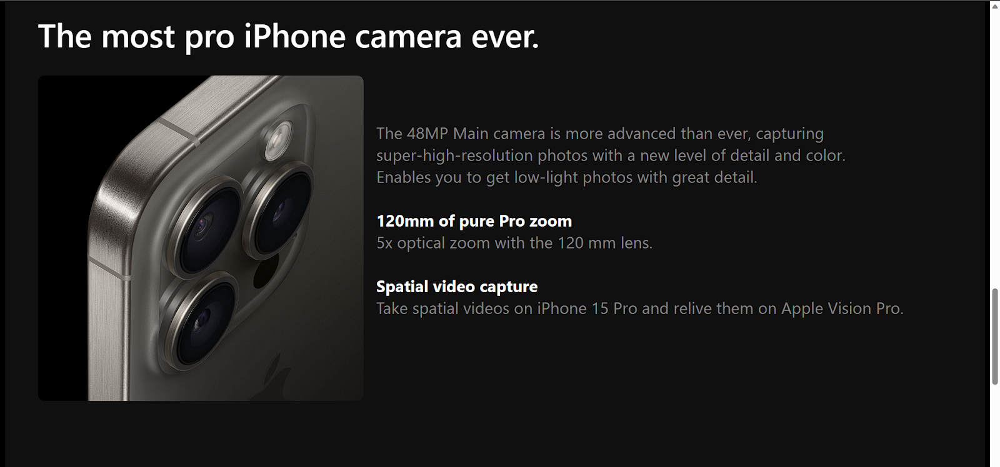 The most pro iPhone camera ever.
The 48MP Main camera is more advanced than ever, capturing
super-high-resolution photos with a new level of detail and color.
Enables you to get low-light photos with great detail.
120mm of pure Pro zoom
5x optical zoom with the 120 mm lens.
Spatial video capture
Take spatial videos on iPhone 15 Pro and relive them on Apple Vision Pro.